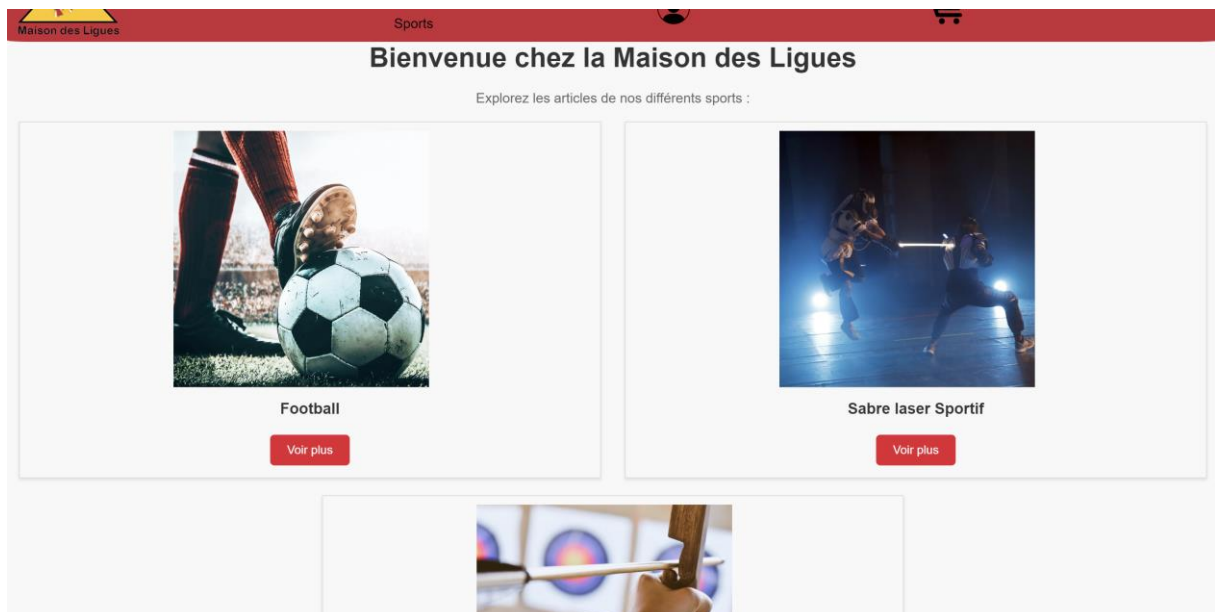 Maison des Ligues
Sports
Bienvenue chez la Maison des Ligues
Explorez les articles de nos différents sports :
Football
Sabre laser Sportif
Voir plus
Voir plus